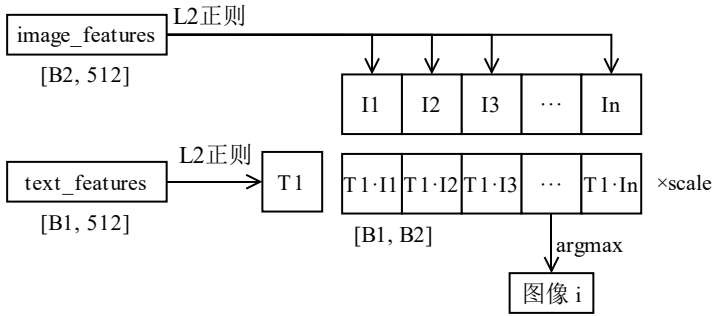 L2正则
image_features
[B2, 512]
I1 I2 I3 ··· In
L2正则
text_features
T1
T1·I1 T1·I2 T1·I3 ··· T1·In
×scale
[B1, 512]
[B1, B2]
argmax
图像 i